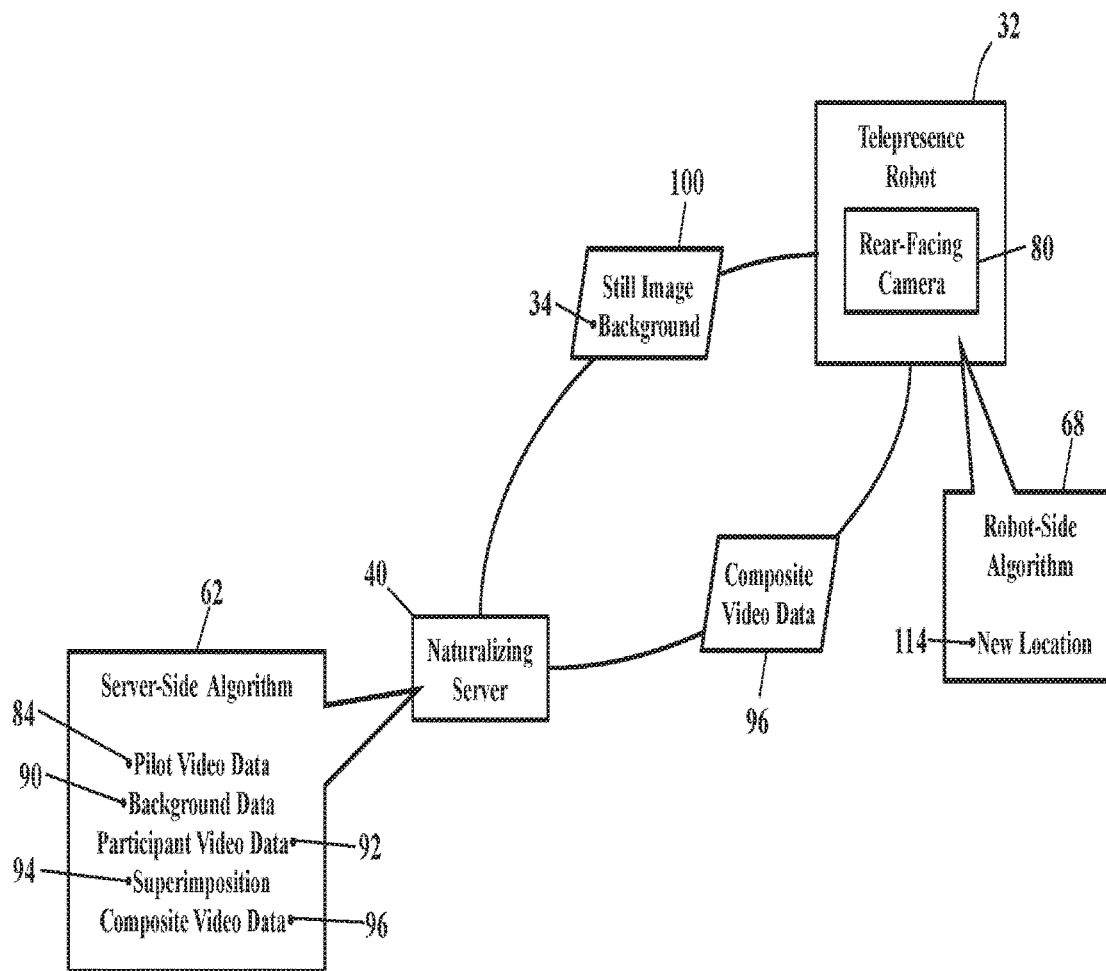 32
Telepresence
Robot
100
Rear-Facing
Camera
80
Still Image
34
Background
68
Robot-Side
Algorithm
114
New Location
Composite
Video Data
96
40
Naturalizing
Server
62
Server-Side Algorithm
84
Pilot Video Data
90
Background Data
Participant Video Data
92
94
Superimposition
Composite Video Data
96